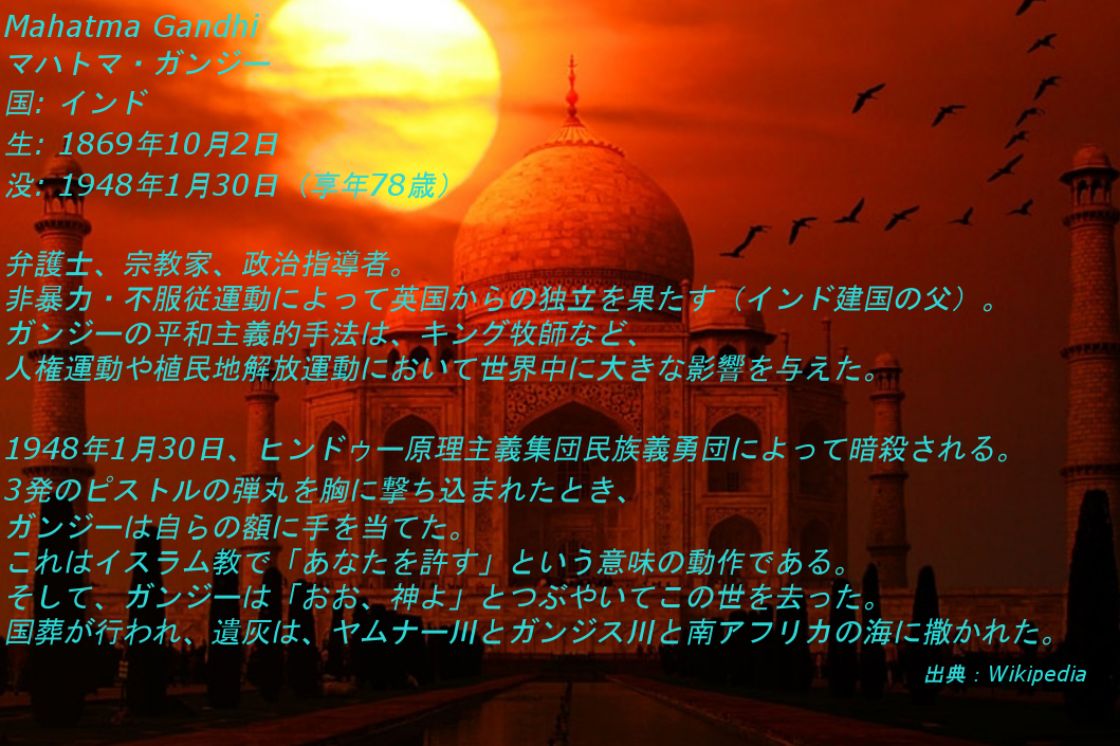 Mahatma Gandhi
マハトマ・ガンジー
国: インド
生: 1869年10月2日
没: 1948年1月30日（享年78歳）
弁護士、宗教家、政治指導者。
非暴力・不服従運動によって英国からの独立を果たす（インド建国の父）。
ガンジーの平和主義的手法は、キング牧師など、
人権運動や植民地解放運動において世界中に大きな影響を与えた。
1948年1月30日、ヒンドゥー原理主義集団民族義勇団によって暗殺される。
3発のピストルの弾丸を胸に撃ち込まれたとき、
ガンジーは自らの額に手を当てた。
これはイスラム教で「あなたを許す」という意味の動作である。
そして、ガンジーは「おお、神よ」とつぶやいてこの世を去った。
国葬が行われ、遺灰は、ヤムナー川とガンジス川と南アフリカの海に撒かれた。
出典：Wikipedia